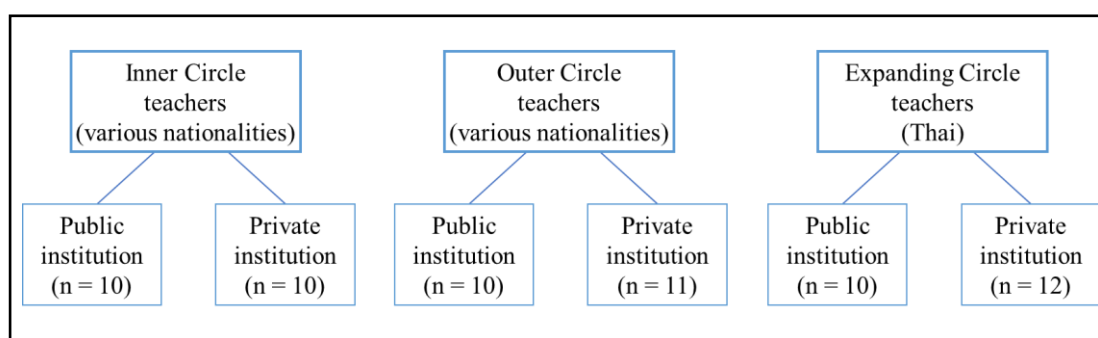 Inner Circle
teachers
(various nationalities)
Outer Circle
teachers
(various nationalities)
Expanding Circle
teachers
(Thai)
Public
institution
(n = 10)
Private
institution
(n = 10)
Public
institution
(n = 10)
Private
institution
(n = 11)
Public
institution
(n = 10)
Private
institution
(n = 12)